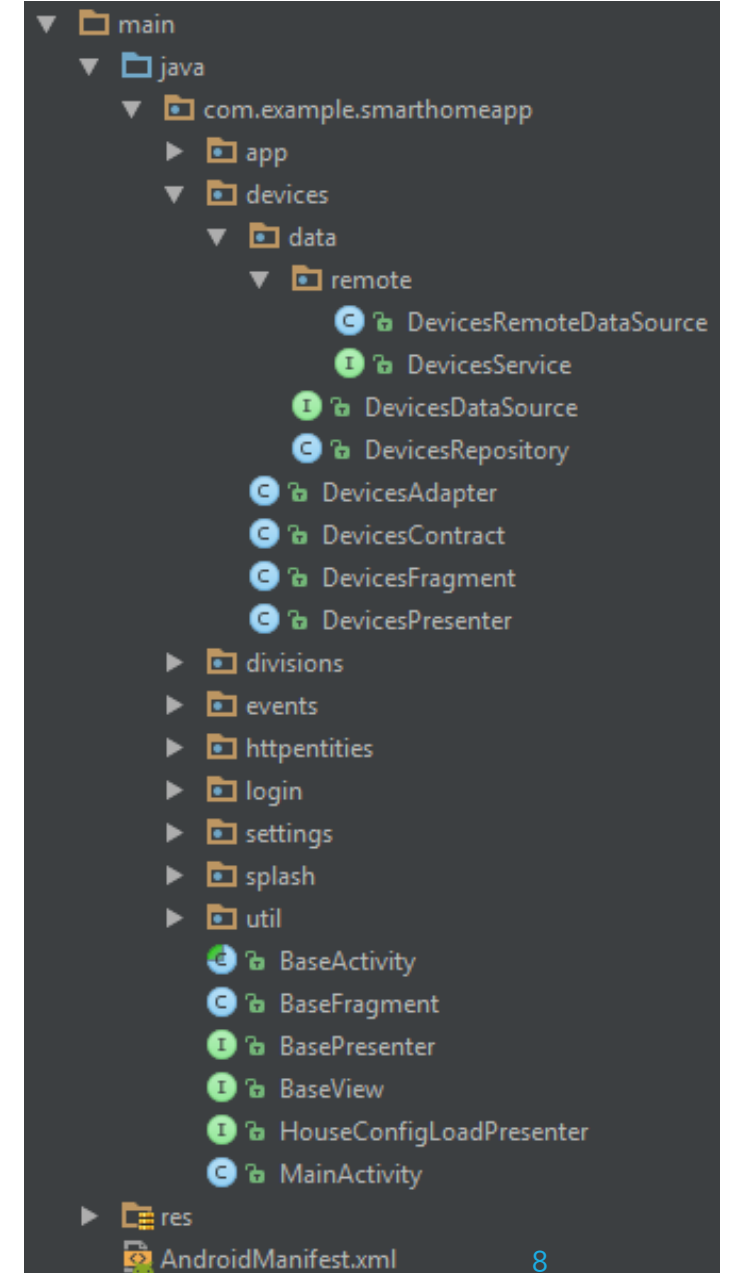 main
java
com.example.smarthomeapp
app
devices
data
remote
C DevicesRemoteDataSource
I DevicesService
I DevicesDataSource
C DevicesRepository
C DevicesAdapter
C DevicesContract
C DevicesFragment
C DevicesPresenter
divisions
events
httpentities
login
settings
splash
util
C BaseActivity
C BaseFragment
I BasePresenter
I BaseView
I HouseConfigLoadPresenter
C MainActivity
res
AndroidManifest.xml 8